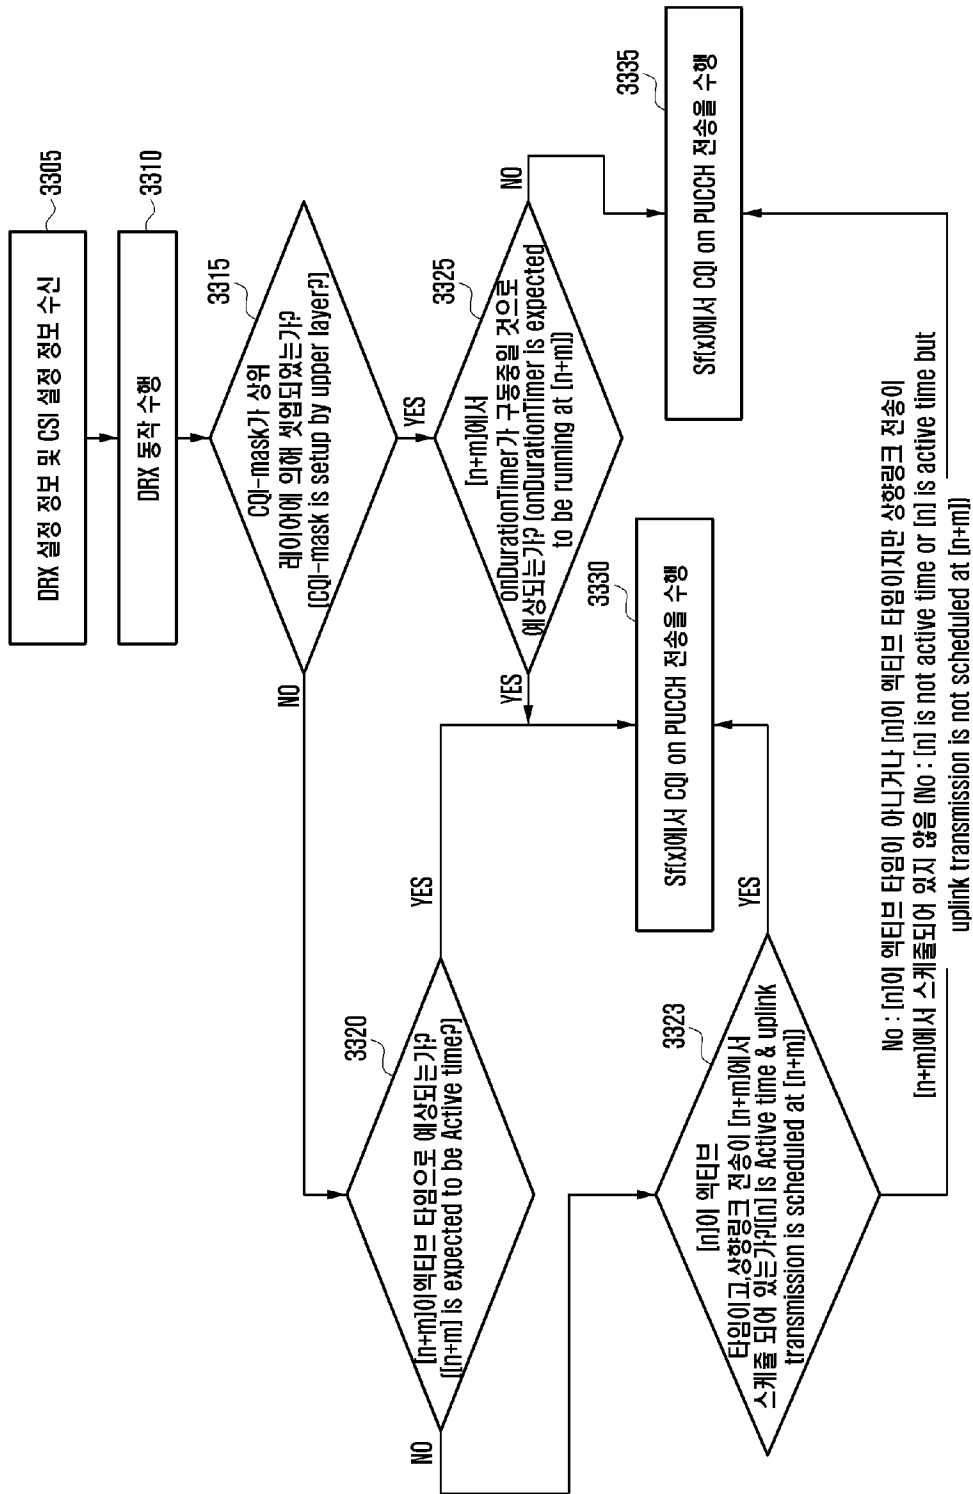 DRX 설정 정보 및 CSI 설정 정보 수신
3305
DRX 동작 수행
3310
CQI-mask가 상위
레이어에 의해 셋업되었는가?
(CQI-mask is setup by upper layer?)
3315
NO
YES
[n+m]이액티브 타임으로 예상되는가?
([n+m] is expected to be Active time?)
3320
NO
YES
[n+m]에서
onDurationTimer가 구동중일 것으로
예상되는가? (onDurationTimer is expected
to be running at [n+m])
3325
YES
NO
[n]이 액티브
타임이고,상향링크 전송이 [n+m]에서
스케쥴 되어 있는가?([n] is Active time & uplink
transmission is scheduled at [n+m])
3323
YES
Sf(x)에서 CQI on PUCCH 전송을 수행
3330
Sf(x)에서 CQI on PUCCH 전송을 수행
3335
No : [n]이 액티브 타임이 아니거나 [n]이 액티브 타임이지만 상향링크 전송이
[n+m]에서 스케줄되어 있지 않음 (No : [n] is not active time or [n] is active time but
uplink transmission is not scheduled at [n+m])